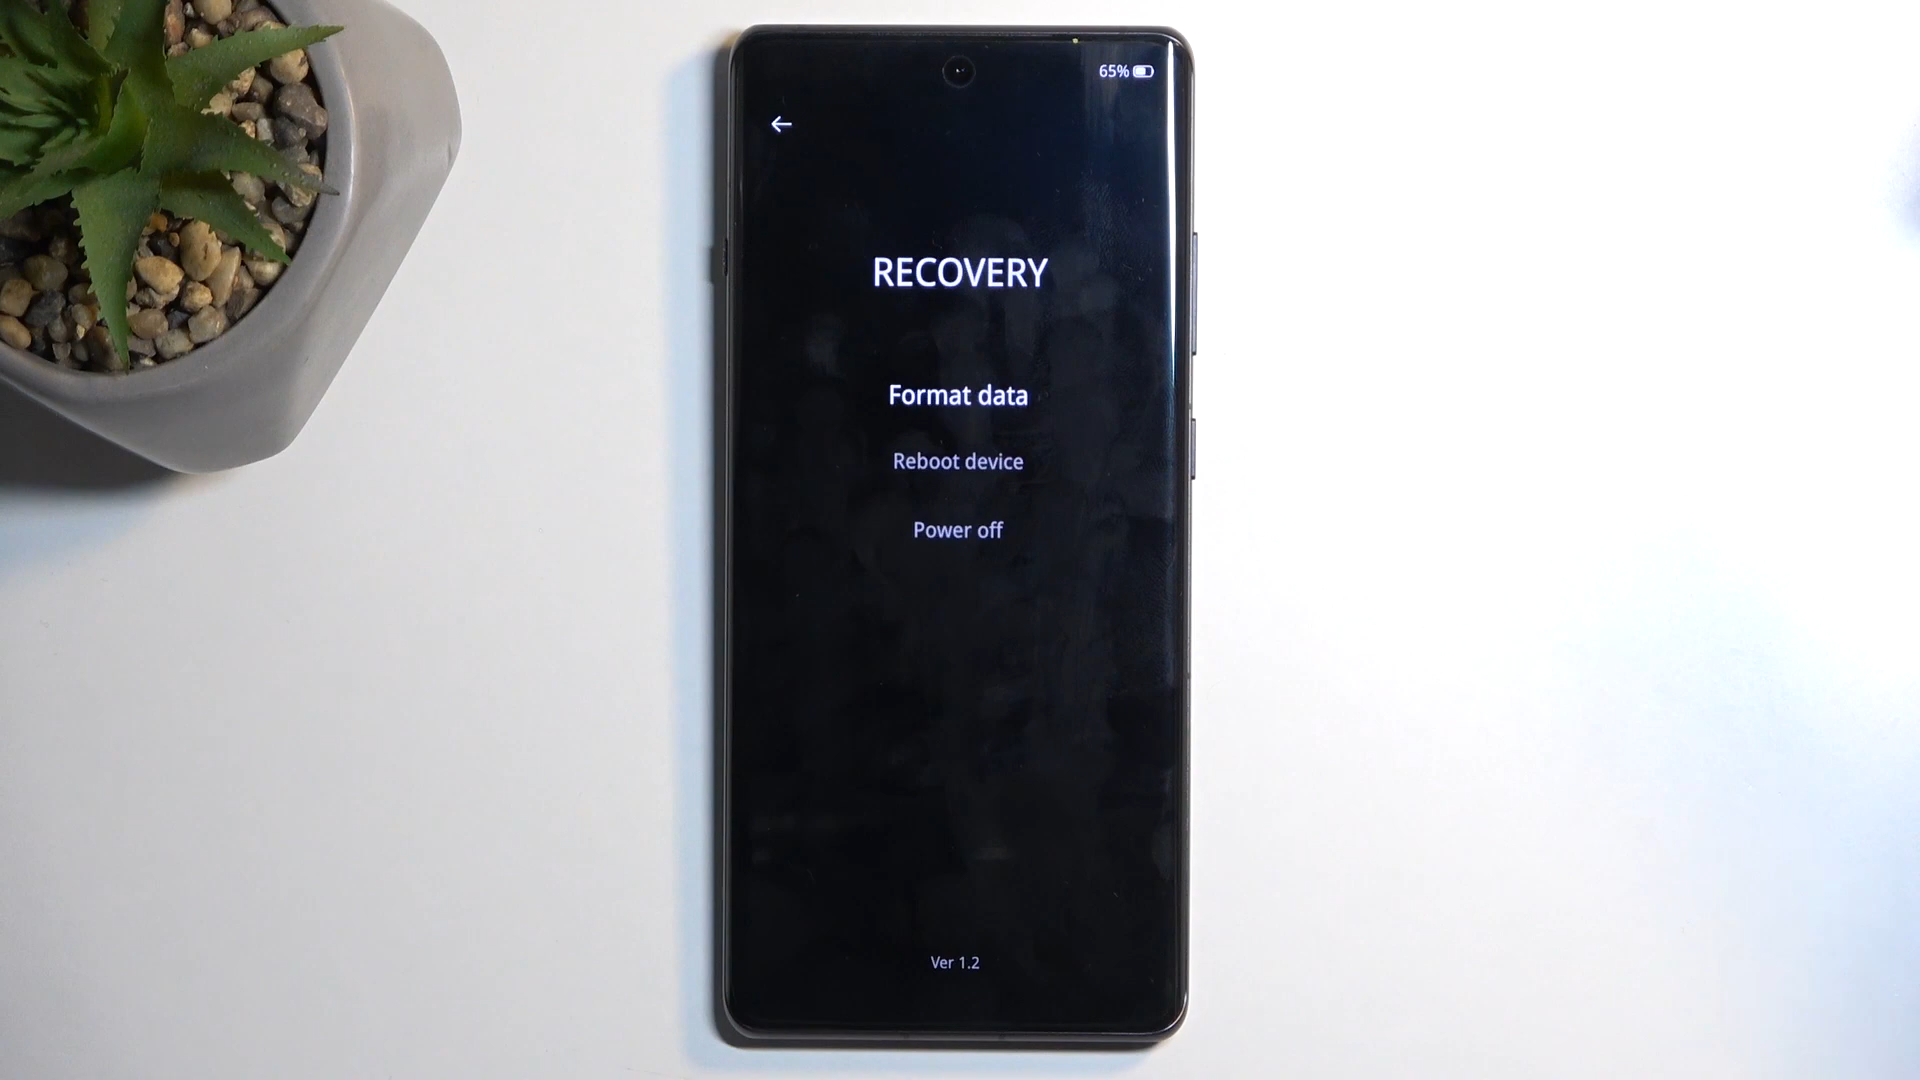 65%
RECOVERY
Format data
Reboot device
Power off
Ver 1.2